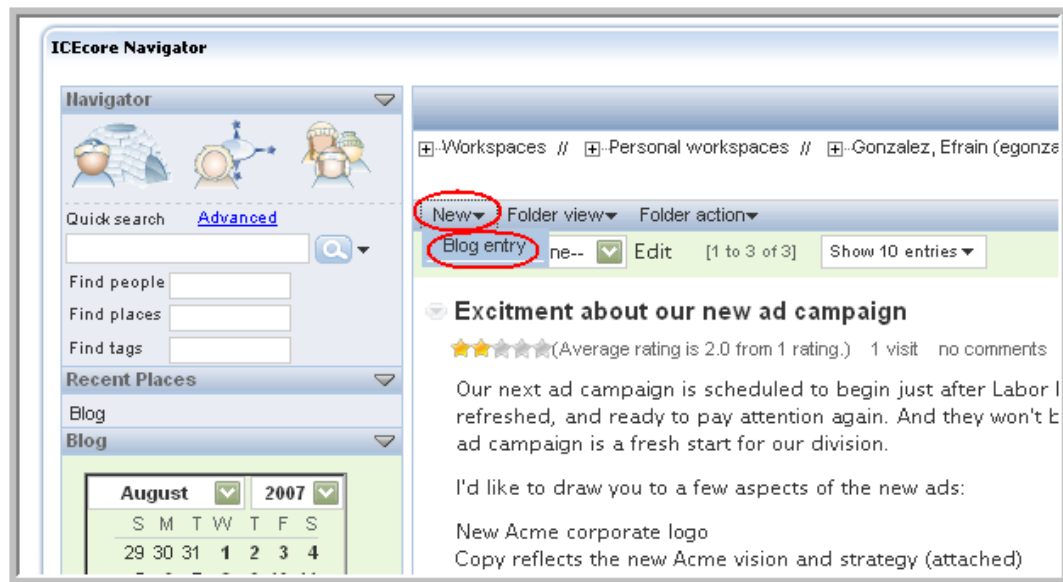 ICEcore Navigator
Navigator
Quick search Advanced
Find people
Find places
Find tags
Recent Places
Blog
Blog
August 2007
S M T W T F S
29 30 31 1 2 3 4
Workspaces // Personal workspaces // Gonzalez, Efrain (egonza
New Folder view Folder action
Blog entry
ne-- Edit [1 to 3 of 3] Show 10 entries
Excitment about our new ad campaign
(Average rating is 2.0 from 1 rating.) 1 visit no comments
Our next ad campaign is scheduled to begin just after Labor
refreshed, and ready to pay attention again. And they won't
ad campaign is a fresh start for our division.
I'd like to draw you to a few aspects of the new ads:
New Acme corporate logo
Copy reflects the new Acme vision and strategy (attached)